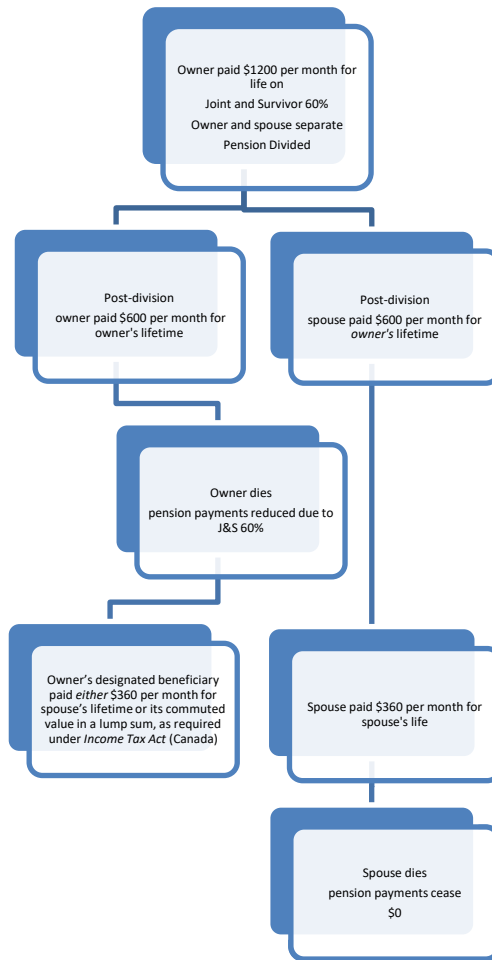 Owner paid $1200 per month for
life on
Joint and Survivor 60%
Owner and spouse separate
Pension Divided
Post-division
owner paid $600 per month for
owner's lifetime
Post-division
spouse paid $600 per month for
owner's lifetime
Owner dies
pension payments reduced due to
J&S 60%
Owner’s designated beneficiary
paid either $360 per month for
spouse’s lifetime or its commuted
value in a lump sum, as required
under Income Tax Act (Canada)
Spouse paid $360 per month for
spouse's life
Spouse dies
pension payments cease
$0